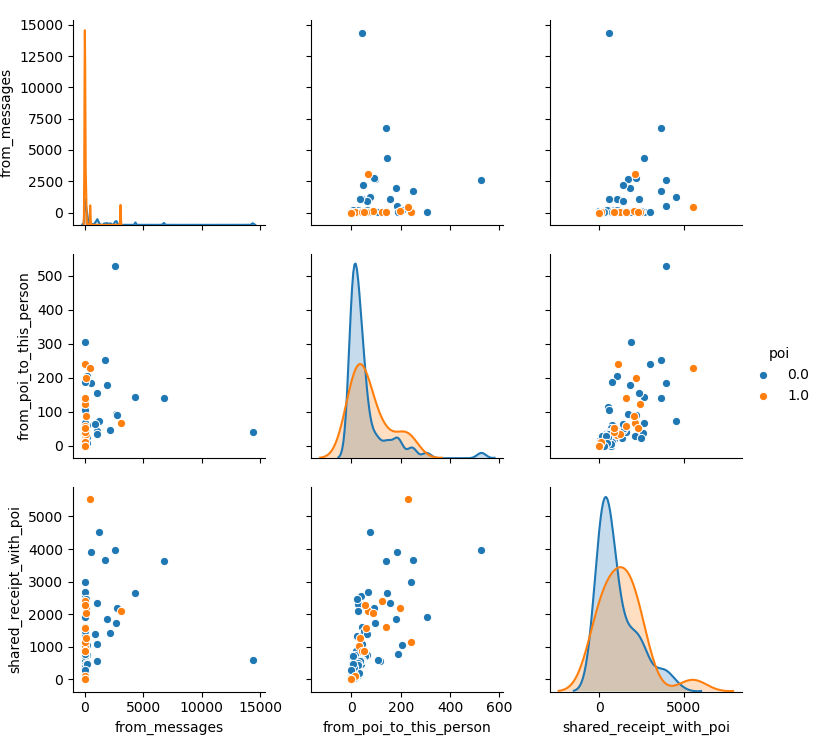 from_messages
15000
12500
10000
7500
5000
2500
0
from_poi_to_this_person
500
400
300
200
100
0
poi
0.0
1.0
shared_receipt_with_poi
5000
4000
3000
2000
1000
0
0 5000 10000 15000
0 200 400 600
0 5000
from_messages
from_poi_to_this_person
shared_receipt_with_poi